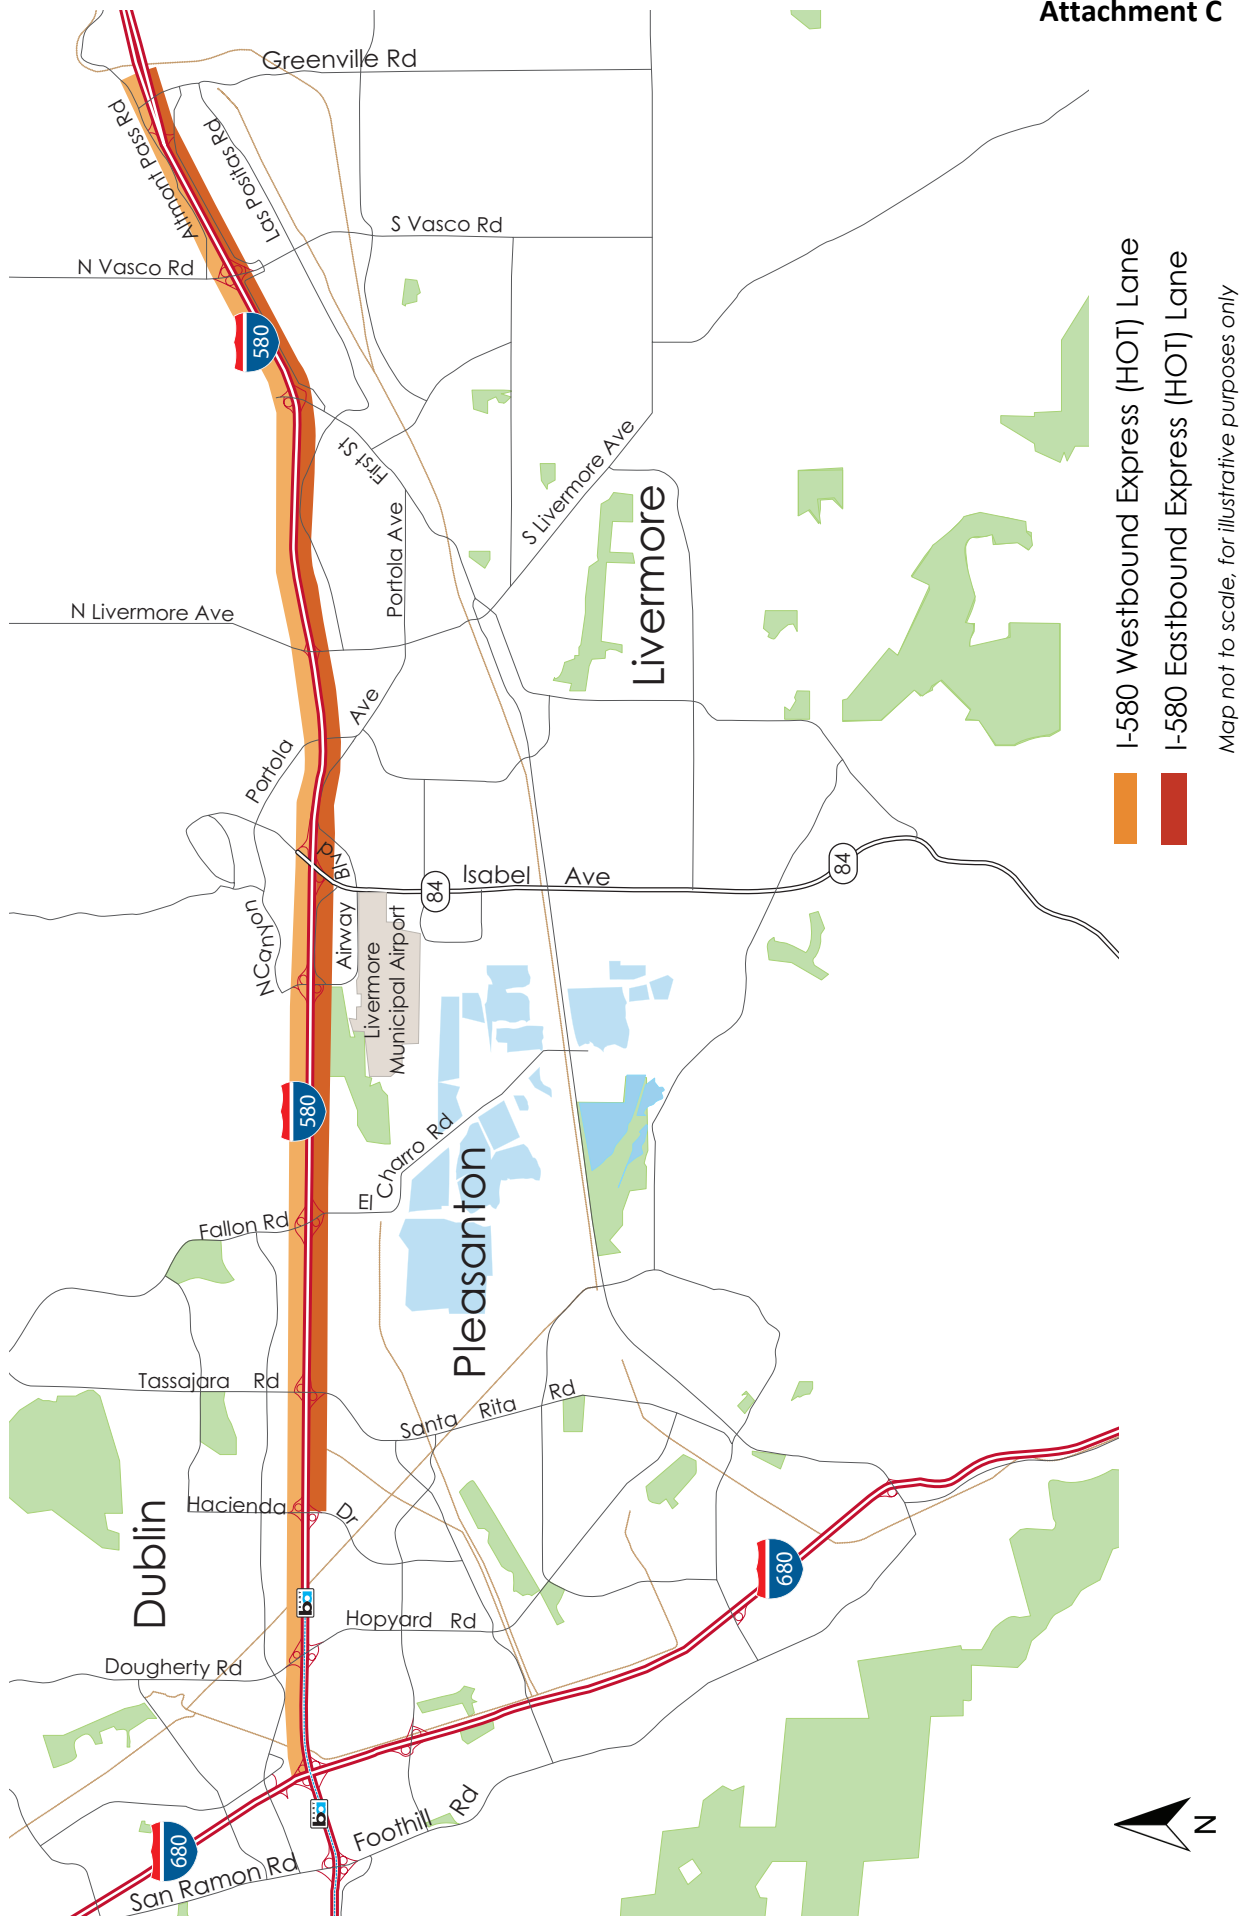 Attachment C
Greenville Rd
Altmont Pass Rd
Las Positas Rd
S Vasco Rd
N Vasco Rd
580
First St
S Livermore Ave
Portola Ave
Livermore
N Livermore Ave
Portola Ave
Isabel Ave
84
84
Airway Blvd
N Canyon
Livermore
Municipal Airport
580
El Charro Rd
Fallon Rd
Pleasanton
Tassajara Rd
Santa Rita Rd
Hacienda Dr
Dublin
Hopyard Rd
Dougherty Rd
680
680
ba
ba
San Ramon Rd
Foothill Rd
I-580 Westbound Express (HOT) Lane
I-580 Eastbound Express (HOT) Lane
Map not to scale, for illustrative purposes only
N